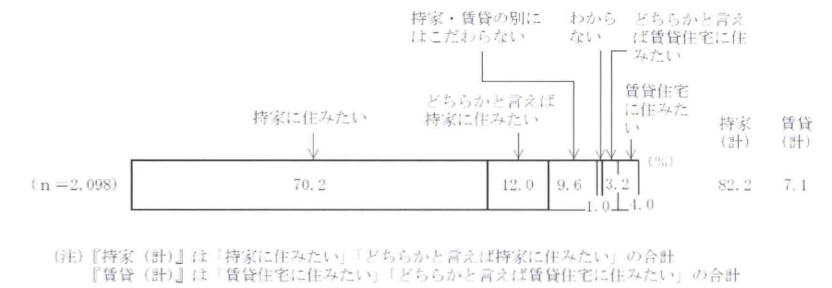 持家・賃貸の別に
はこだわらない
わから
ない
どちらかと言え
ば賃貸住宅に住
みたい
賃貸住宅
に住みた
い
どちらかと言えば
持家に住みたい
持家に住みたい
持家
(計)
賃貸
(計)
(%)
(n=2,098)
70.2
12.0
9.6
3.2
82.2
7.1
1.0
4.0
(注)『持家(計)』は「持家に住みたい」「どちらかと言えば持家に住みたい」の合計
『賃貸(計)』は「賃貸住宅に住みたい」「どちらかと言えば賃貸住宅に住みたい」の合計